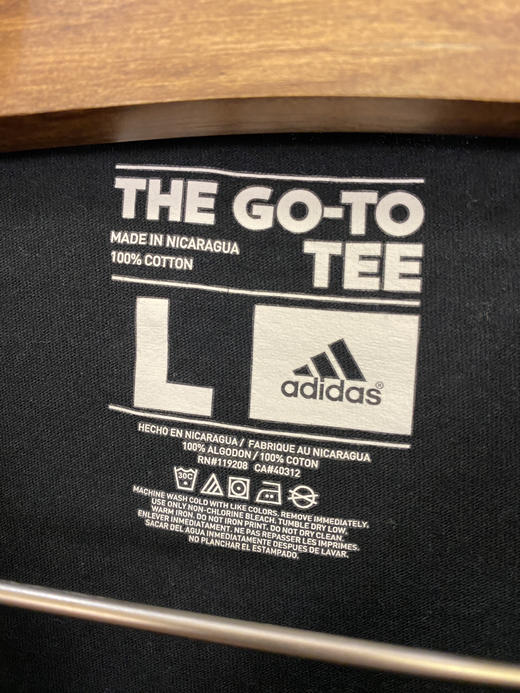 THE GO-TO
TEE
MADE IN NICARAGUA
100% COTTON
L
adidas®
HECHO EN NICARAGUA/ FABRIQUE AU NICARAGUA
100% ALGODON/100% COTON
RN#119208 CA#40312
30C
MACHINE WASH COLD WITH LIKE COLORS. REMOVE IMMEDIATELY.
USE ONLY NON-CHLORINE BLEACH. TUMBLE DRY LOW.
WARM IRON. DO NOT IRON PRINT. DO NOT DRY CLEAN.
ENLEVER IMMEDIATEMENT. NE PAS REPASSER LES IMPRIMES.
SACAR DEL AGUA INMEDIATAMENTE DESPUES DE LAVAR.
NO PLANCHAR EL ESTAMPADO.